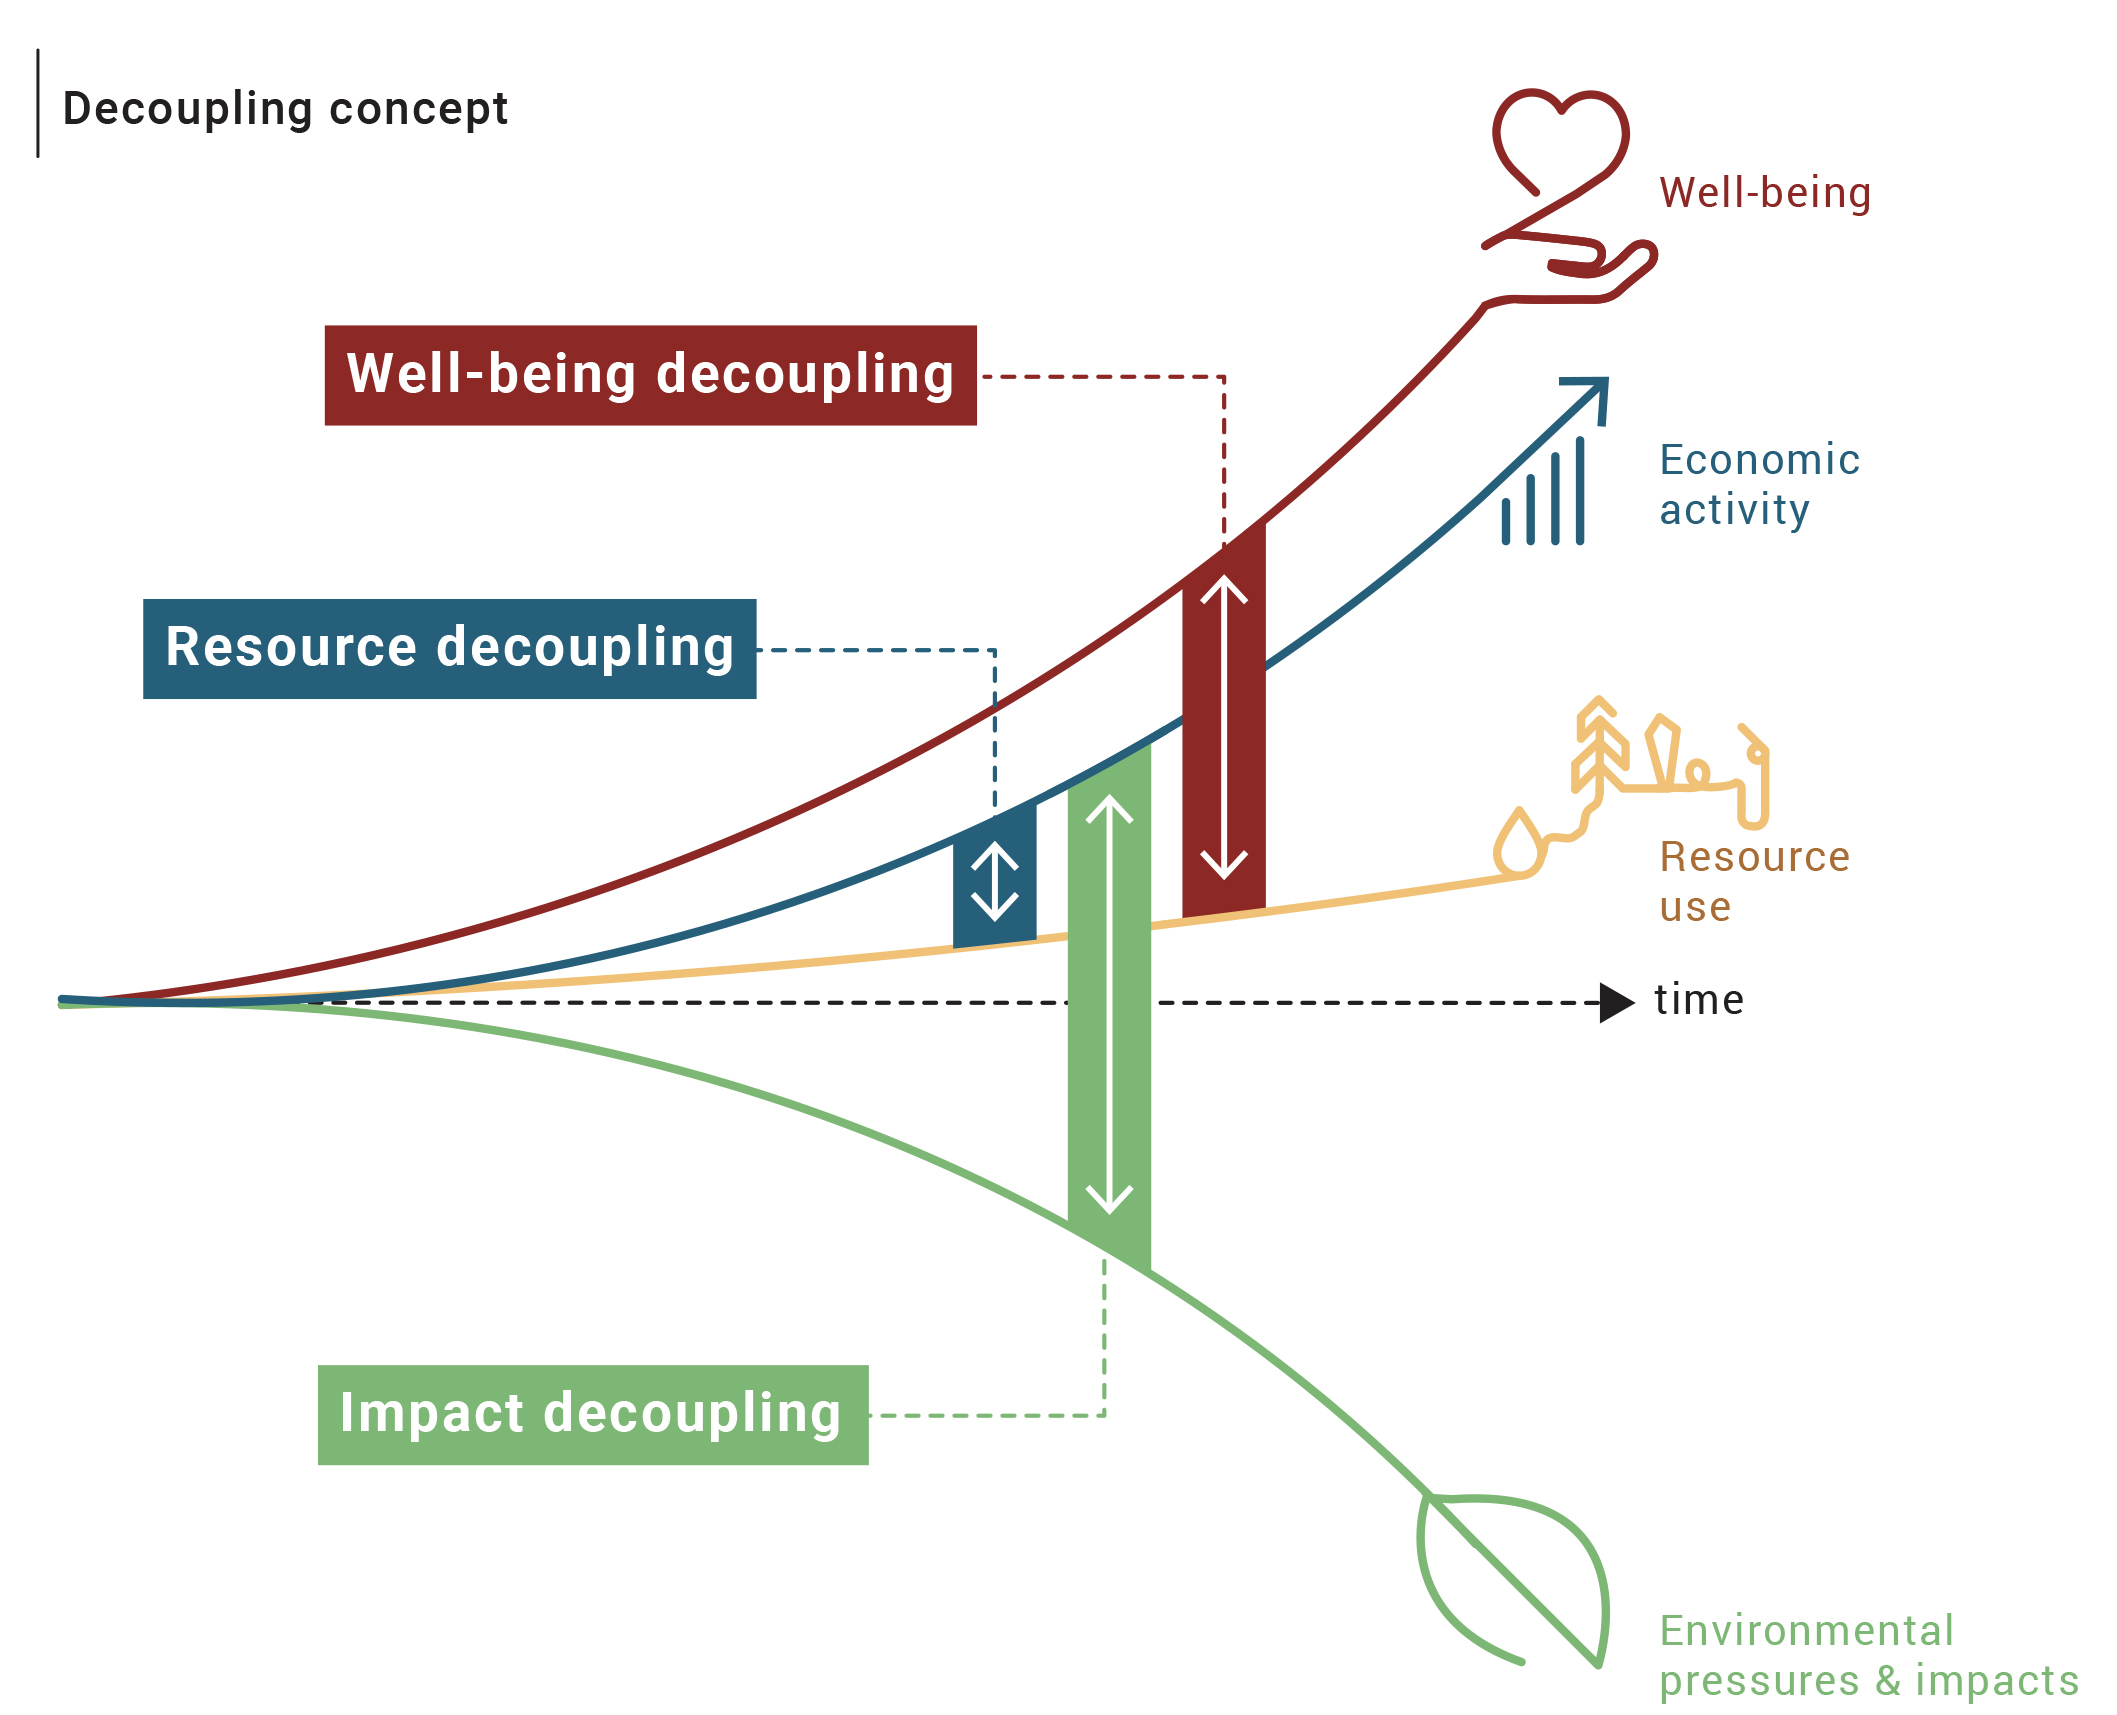 Decoupling concept
Well-being
Well-being decoupling
Economic
activity
Resource decoupling
Resource
use
time
Impact decoupling
Environmental
pressures & impacts